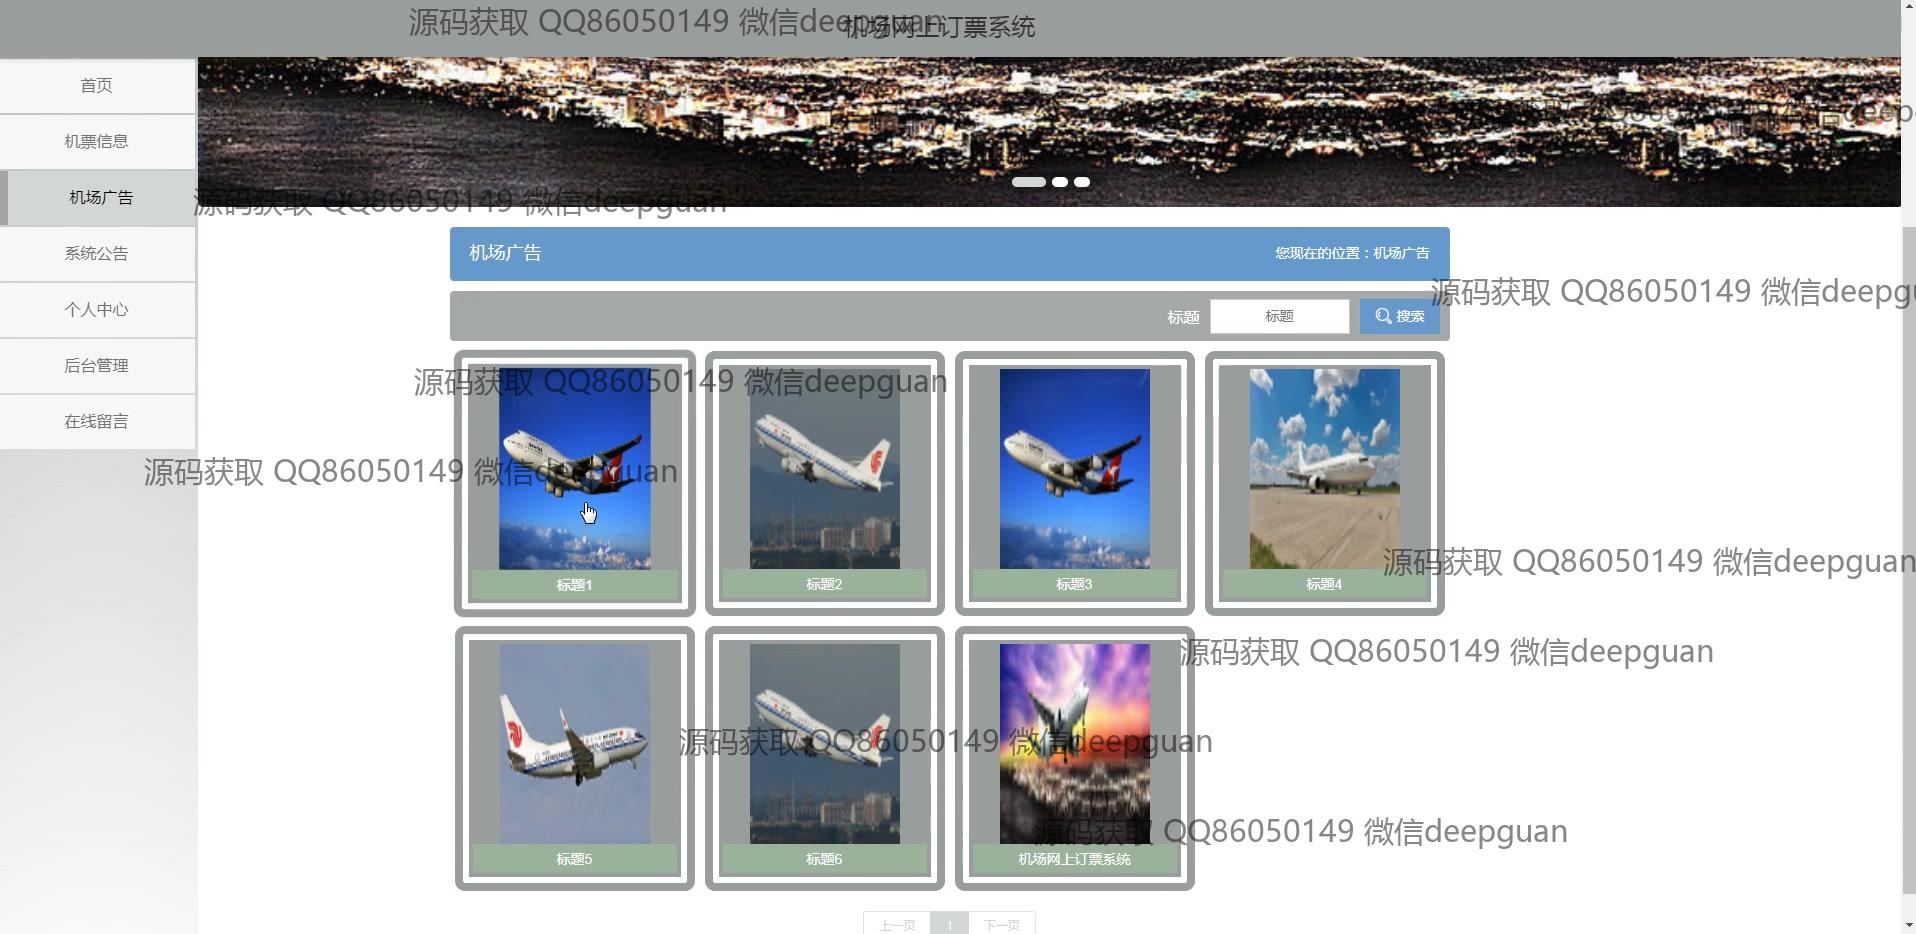 源码获取 QQ86050149 微信deepguan
机场网上订票系统
首页
机票信息
机场广告
系统公告
个人中心
后台管理
在线留言
源码获取 QQ86050149 微信deepguan
机场广告
您现在的位置：机场广告
源码获取 QQ86050149 微信deepgu
标题
标题
搜索
源码获取 QQ86050149 微信deepguan
源码获取 QQ86050149 微信deepguan
标题1
标题2
标题3
标题4
源码获取 QQ86050149 微信deepguan
源码获取 QQ86050149 微信deepguan
源码获取 QQ86050149 微信deepguan
源码获取 QQ86050149 微信deepguan
标题5
标题6
机场网上订票系统
上一页
1
下一页